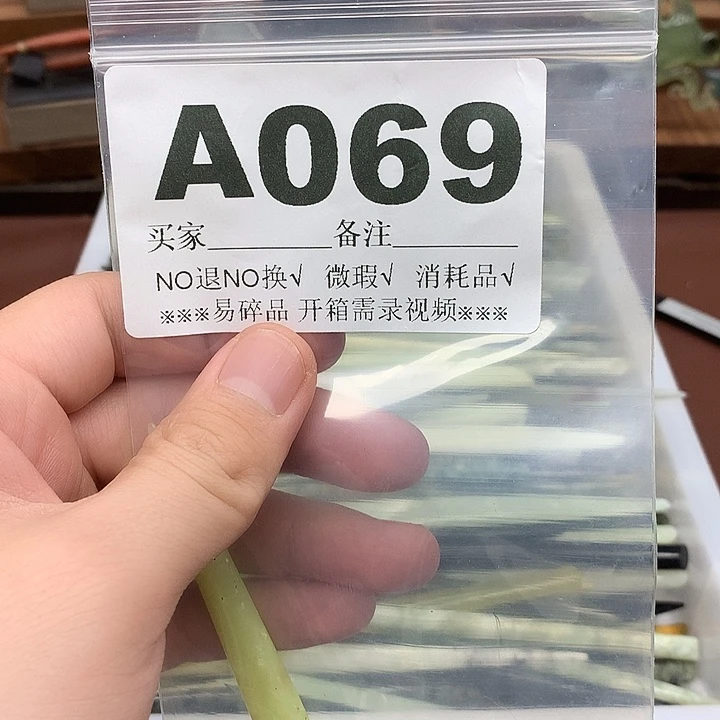 A069
买家________备注________
NO退NO换√ 微瑕√ 消耗品√
※※※易碎品 开箱需录视频※※※